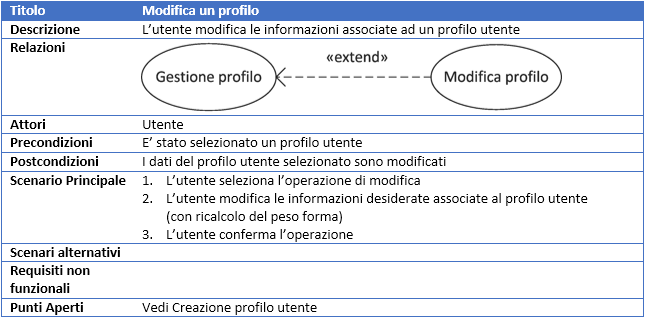 Titolo Modifica un profilo
Descrizione L'utente modifica le informazioni associate ad un profilo utente
Relazioni
«extend»
Gestione profilo Modifica profilo
Attori Utente
Precondizioni E' stato selezionato un profilo utente
Postcondizioni I dati del profilo utente selezionato sono modificati
Scenario Principale 1. L'utente seleziona l'operazione di modifica
2. L'utente modifica le informazioni desiderate associate al profilo utente
(con ricalcolo del peso forma)
3. L'utente conferma l'operazione
Scenari alternativi
Requisiti non
funzionali
Punti Aperti Vedi Creazione profilo utente